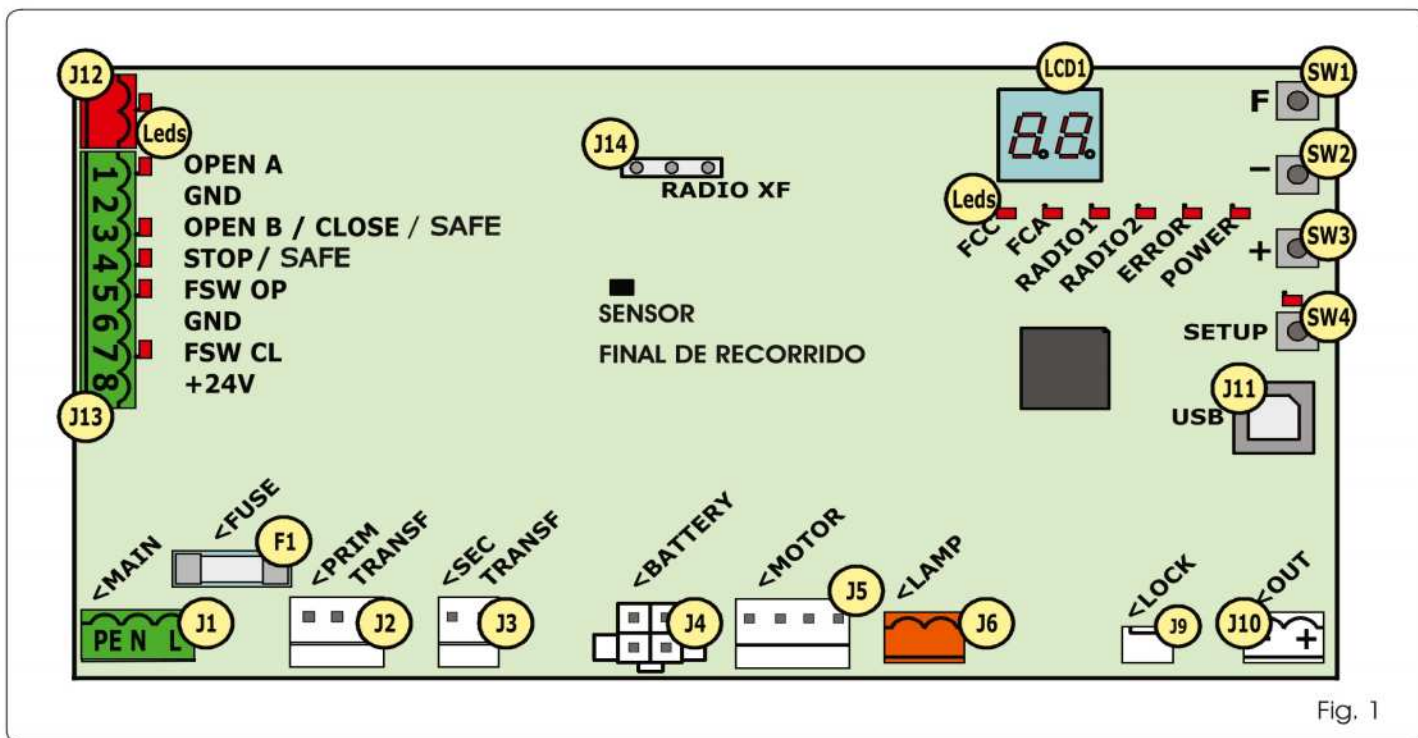 J12
Leds
1 OPEN A
2 GND
3 OPEN B / CLOSE / SAFE
4 STOP / SAFE
5 FSW OP
6 GND
7 FSW CL
8 +24V
J13
J14
RADIO XF
SENSOR
FINAL DE RECORRIDO
LCD1
8.8.
Leds
FCC
FCA
RADIO1
RADIO2
ERROR
POWER
F
SW1
-
SW2
+
SW3
SETUP
SW4
USB
J11
<MAIN
PE N L
J1
<FUSE
F1
<PRIM
TRANSF
J2
<SEC
TRANSF
J3
<BATTERY
J4
<MOTOR
J5
<LAMP
J6
<LOCK
J9
<OUT
J10
- +
Fig. 1